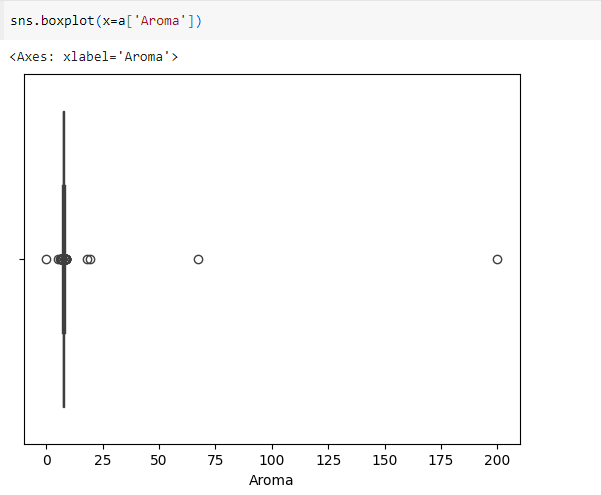 sns.boxplot(x=a['Aroma'])
<Axes: xlabel='Aroma'>
0 25 50 75 100 125 150 175 200
Aroma